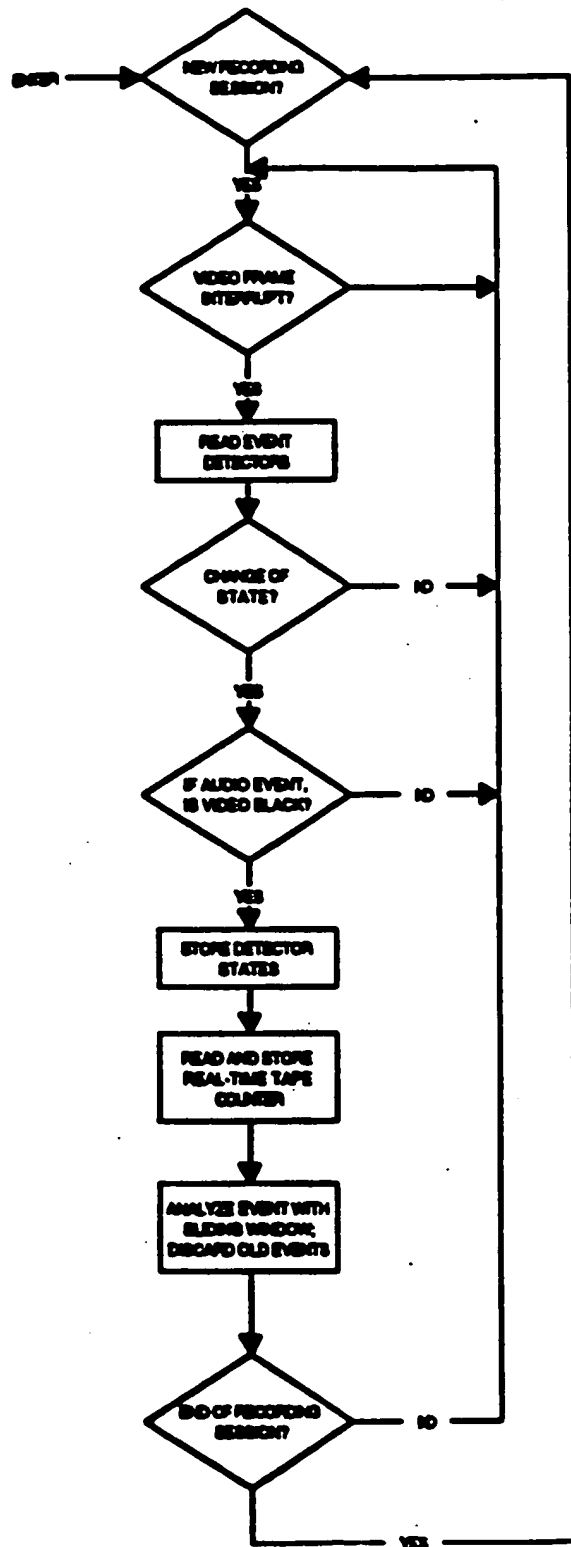 ENTER
NEW RECORDING
SESSION?
YES
VIDEO FRAME
INTERRUPT?
YES
READ EVENT
DETECTORS
CHANGE OF
STATE?
NO
YES
IF AUDIO EVENT,
IS VIDEO BLACK?
NO
YES
STORE DETECTOR
STATES
READ AND STORE
REAL-TIME TAPE
COUNTER
ANALYZE EVENT WITH
SLIDING WINDOW;
DISCARD OLD EVENTS
END OF RECORDING
SESSION?
NO
YES